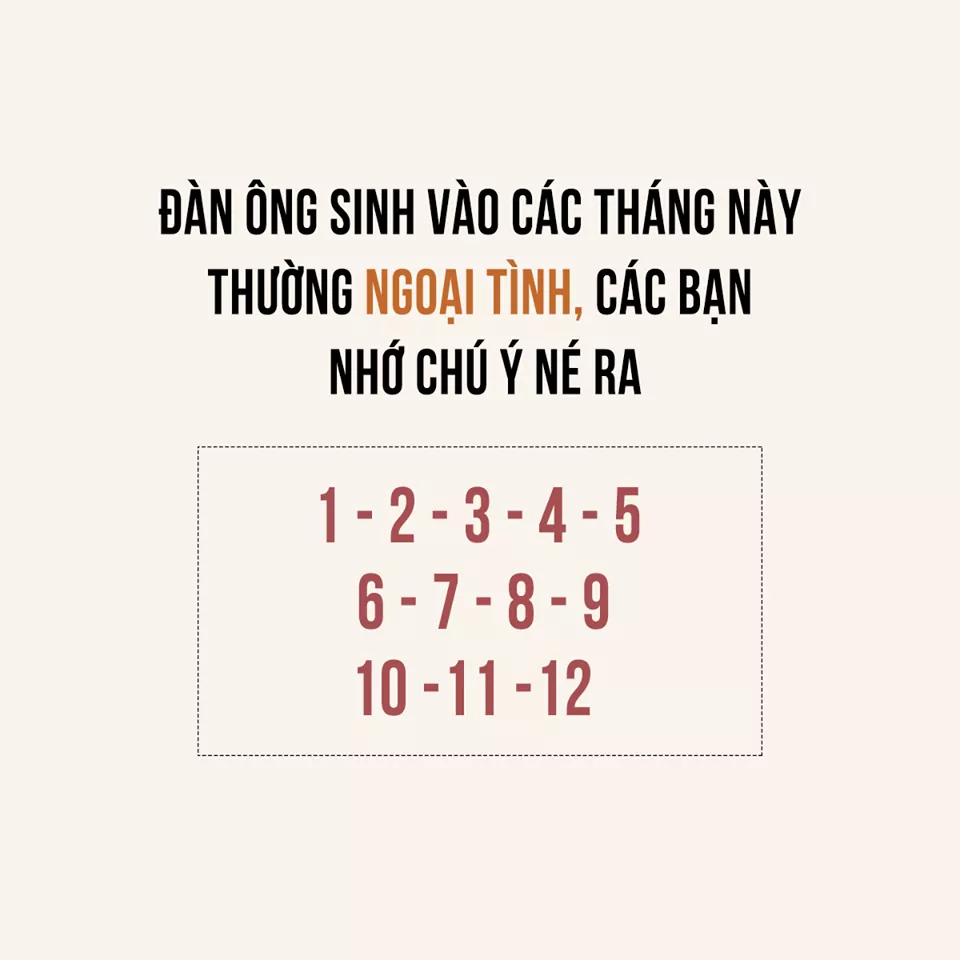 ĐÀN ÔNG SINH VÀO CÁC THÁNG NÀY
THƯỜNG NGOẠI TÌNH, CÁC BẠN
NHỚ CHÚ Ý NÉ RA
1 - 2 - 3 - 4 - 5
6 - 7 - 8 - 9
10 -11 -12